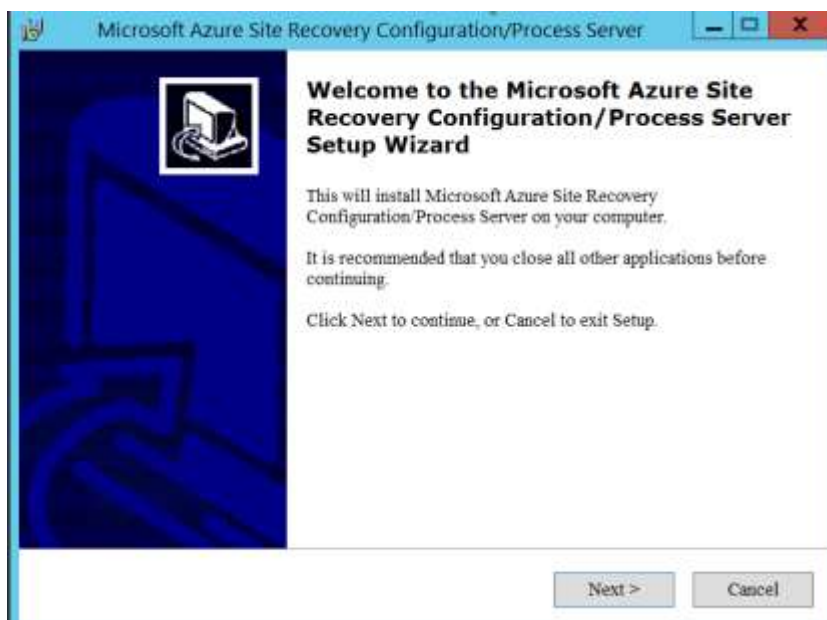 Microsoft Azure Site Recovery Configuration/Process Server
Welcome to the Microsoft Azure Site
Recovery Configuration/Process Server
Setup Wizard
This will install Microsoft Azure Site Recovery
Configuration/Process Server on your computer.
It is recommended that you close all other applications before
continuing.
Click Next to continue, or Cancel to exit Setup.
Next >
Cancel